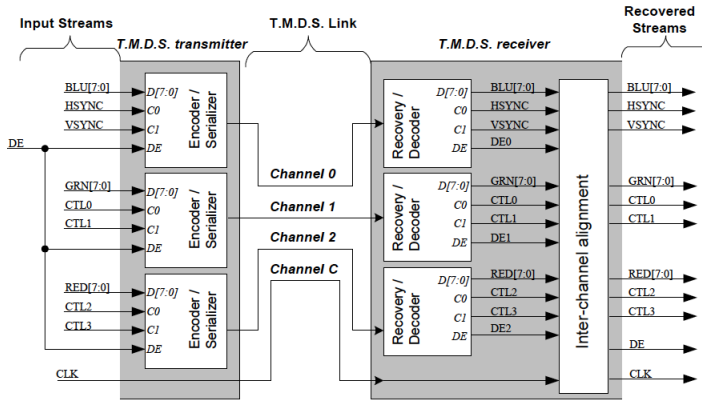 Input Streams
T.M.D.S. transmitter
T.M.D.S. Link
T.M.D.S. receiver
Recovered
Streams
BLU[7:0]
HSYNC
VSYNC
DE
D[7:0]
C0
C1
DE
Encoder /
Serializer
GRN[7:0]
CTL0
CTL1
D[7:0]
C0
C1
DE
Encoder /
Serializer
RED[7:0]
CTL2
CTL3
D[7:0]
C0
C1
DE
Encoder /
Serializer
CLK
Channel 0
Channel 1
Channel 2
Channel C
Recovery /
Decoder
D[7:0]
C0
C1
DE
BLU[7:0]
HSYNC
VSYNC
DE0
Recovery /
Decoder
D[7:0]
C0
C1
DE
GRN[7:0]
CTL0
CTL1
DE1
Recovery /
Decoder
D[7:0]
C0
C1
DE
RED[7:0]
CTL2
CTL3
DE2
Inter-channel alignment
BLU[7:0]
HSYNC
VSYNC
GRN[7:0]
CTL0
CTL1
RED[7:0]
CTL2
CTL3
DE
CLK